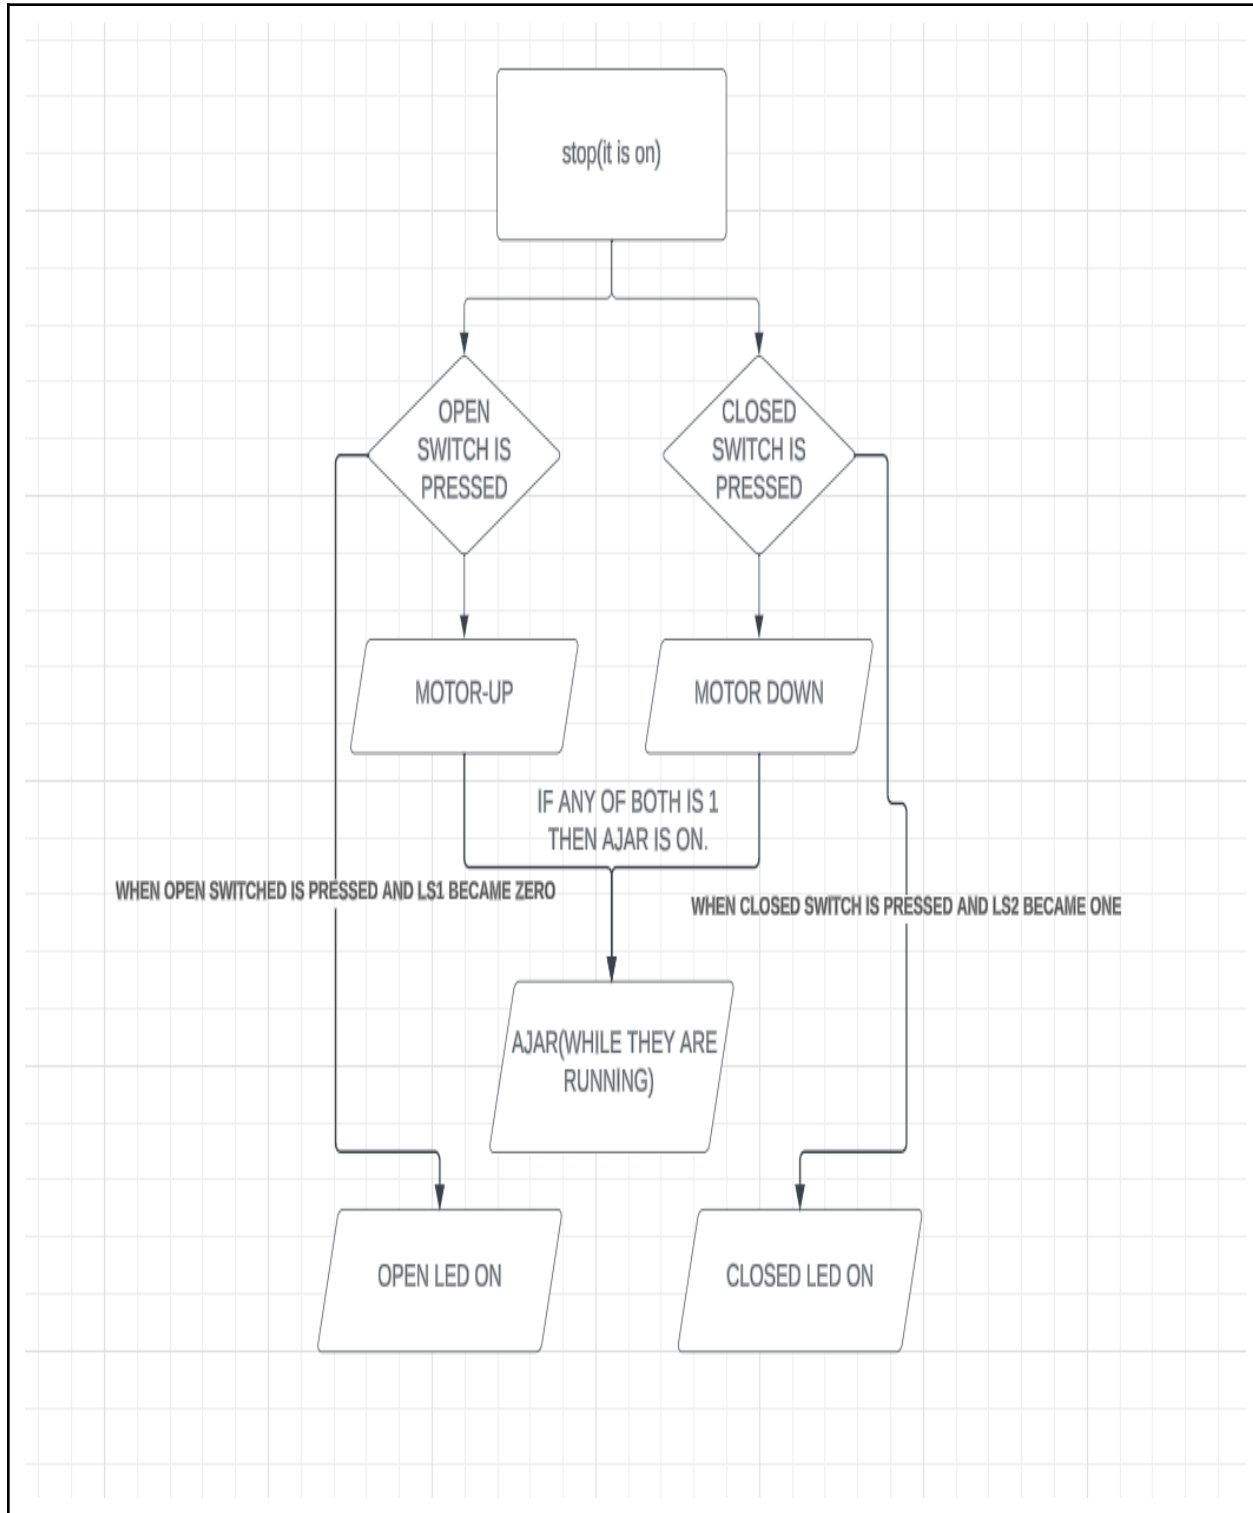 stop(it is on)
OPEN
SWITCH IS
PRESSED
CLOSED
SWITCH IS
PRESSED
MOTOR-UP
MOTOR DOWN
IF ANY OF BOTH IS 1
THEN AJAR IS ON.
WHEN OPEN SWITCHED IS PRESSED AND LS1 BECAME ZERO
WHEN CLOSED SWITCH IS PRESSED AND LS2 BECAME ONE
AJAR(WHILE THEY ARE
RUNNING)
OPEN LED ON
CLOSED LED ON